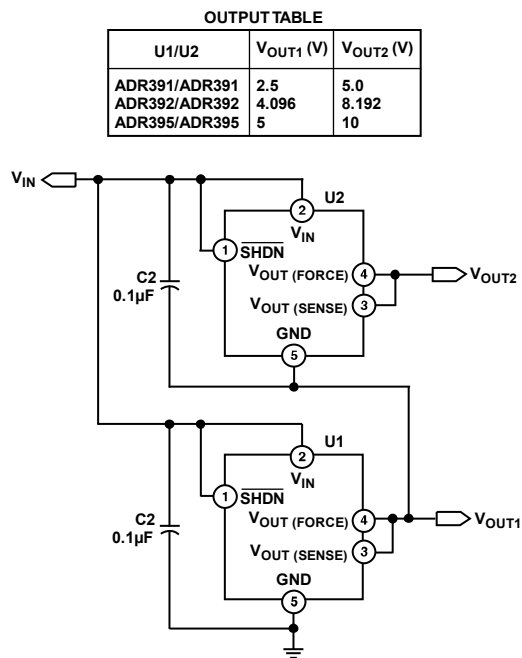 OUTPUT TABLE
U1/U2 VOUT1 (V) VOUT2 (V)
ADR391/ADR391 2.5 5.0
ADR392/ADR392 4.096 8.192
ADR395/ADR395 5 10
VIN
2 U2
VIN
1 SHDN
C2
0.1µF
VOUT (FORCE) 4
VOUT2
VOUT (SENSE) 3
GND
5
2 U1
VIN
1 SHDN
C2
0.1µF
VOUT (FORCE) 4
VOUT1
VOUT (SENSE) 3
GND
5